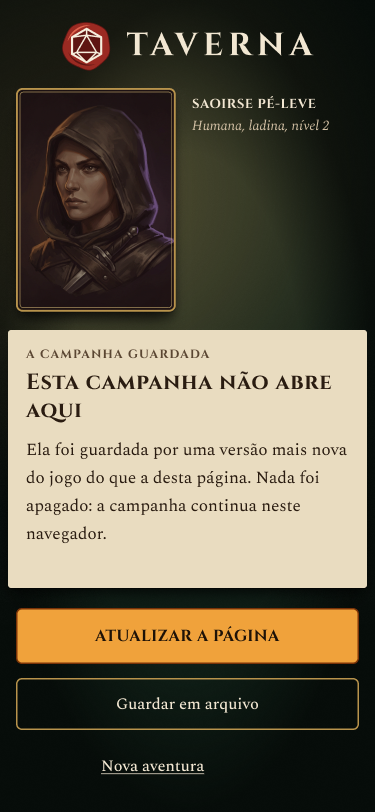 TAVERNA
SAOIRSE PÉ-LEVE
Humana, ladina, nível 2
A CAMPANHA GUARDADA
Esta campanha não abre
aqui
Ela foi guardada por uma versão mais nova
do jogo do que a desta página. Nada foi
apagado: a campanha continua neste
navegador.
ATUALIZAR A PÁGINA
Guardar em arquivo
Nova aventura